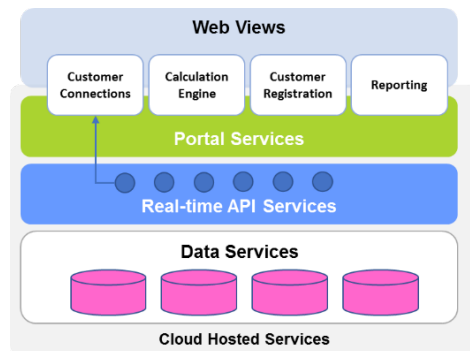 Web Views
Customer
Connections
Calculation
Engine
Customer
Registration
Reporting
Portal Services
Real-time API Services
Data Services
Cloud Hosted Services